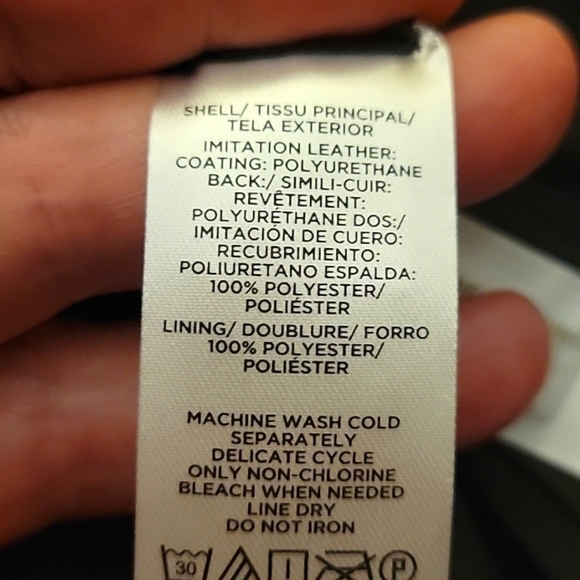 SHELL/ TISSU PRINCIPAL/
TELA EXTERIOR
IMITATION LEATHER:
COATING: POLYURETHANE
BACK:/ SIMILI-CUIR:
REVÊTEMENT:
POLYURÉTHANE DOS:/
IMITACIÓN DE CUERO:
RECUBRIMIENTO:
POLIURETANO ESPALDA:
100% POLYESTER/
POLIÉSTER
LINING/ DOUBLURE/ FORRO
100% POLYESTER/
POLIÉSTER
MACHINE WASH COLD
SEPARATELY
DELICATE CYCLE
ONLY NON-CHLORINE
BLEACH WHEN NEEDED
LINE DRY
DO NOT IRON
30 P